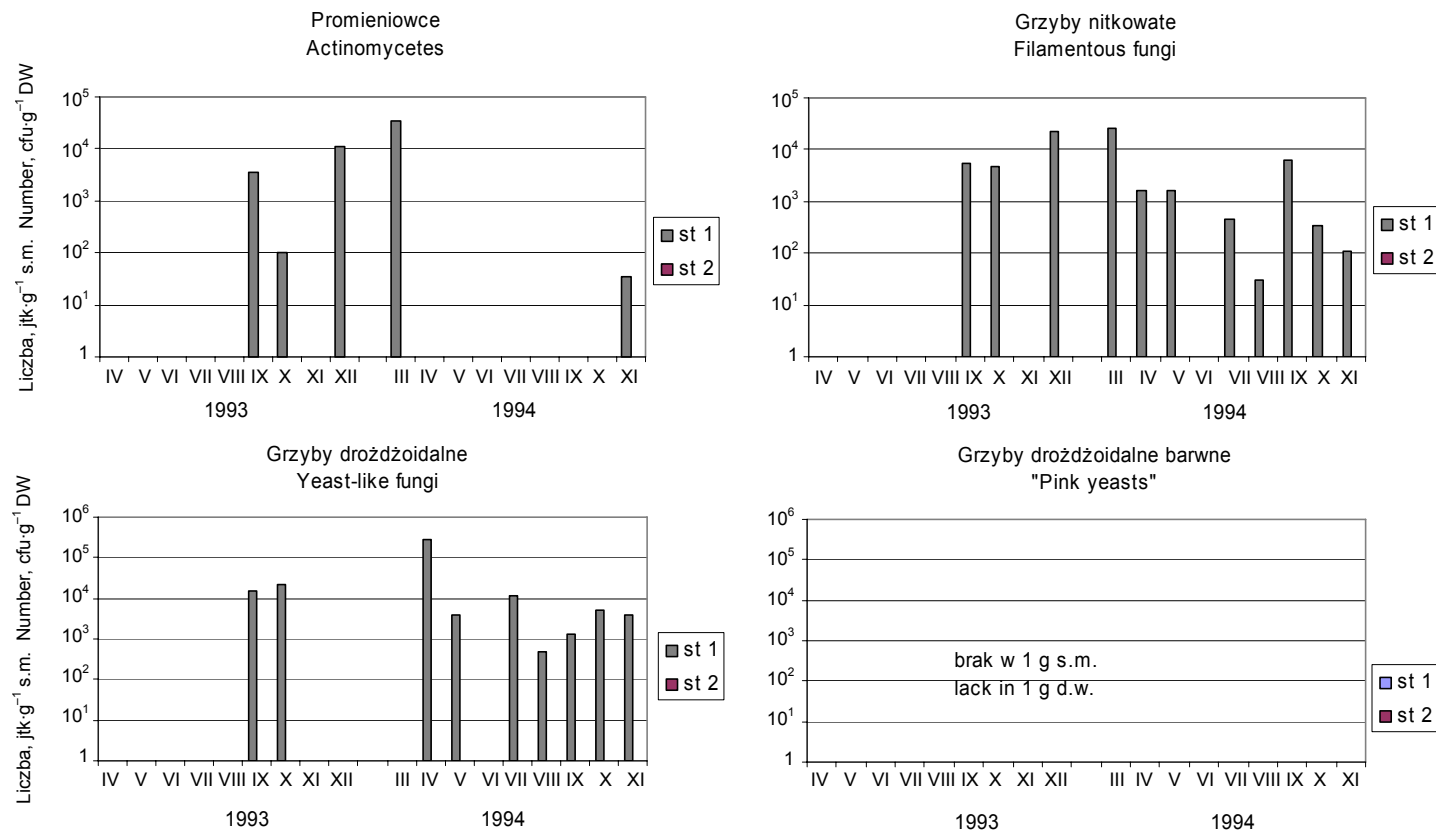 Promieniowce
Actinomycetes
Liczba, jtk·g⁻¹ s.m. Number, cfu·g⁻¹ DW
10⁵
10⁴
10³
10²
10¹
1
IV V VI VII VIII IX X XI XII III IV V VI VII VIII IX X XI
1993 1994
st 1
st 2
Grzyby nitkowate
Filamentous fungi
10⁵
10⁴
10³
10²
10¹
1
IV V VI VII VIII IX X XI XII III IV V VI VII VIII IX X XI
1993 1994
st 1
st 2
Grzyby drożdżoidalne
Yeast-like fungi
Liczba, jtk·g⁻¹ s.m. Number, cfu·g⁻¹ DW
10⁶
10⁵
10⁴
10³
10²
10¹
1
IV V VI VII VIII IX X XI XII III IV V VI VII VIII IX X XI
1993 1994
st 1
st 2
Grzyby drożdżoidalne barwne
"Pink yeasts"
10⁶
10⁵
10⁴
10³
10²
10¹
1
brak w 1 g s.m.
lack in 1 g d.w.
IV V VI VII VIII IX X XI XII III IV V VI VII VIII IX X XI
1993 1994
st 1
st 2